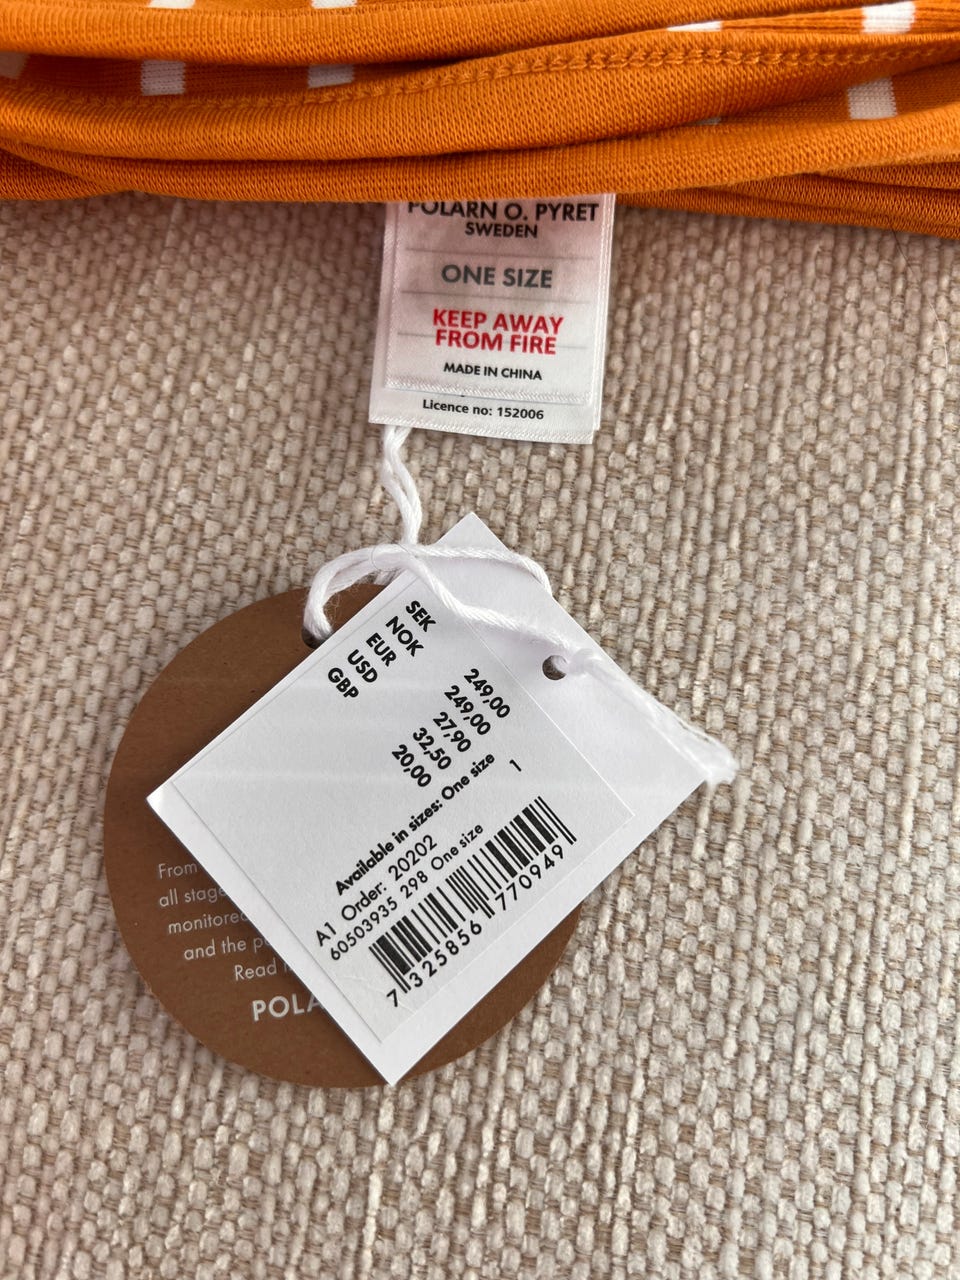 POLARN O. PYRET
SWEDEN
ONE SIZE
KEEP AWAY
FROM FIRE
MADE IN CHINA
Licence no: 152006
SEK 249,00
NOK 249,00
EUR 27,90
USD 32,50
GBP 20,00
Available in sizes: One size
1
A1 Order: 20202
60503935 298 One size
7 325856 770949
From
all stage
monitored
and the
Read
POLA